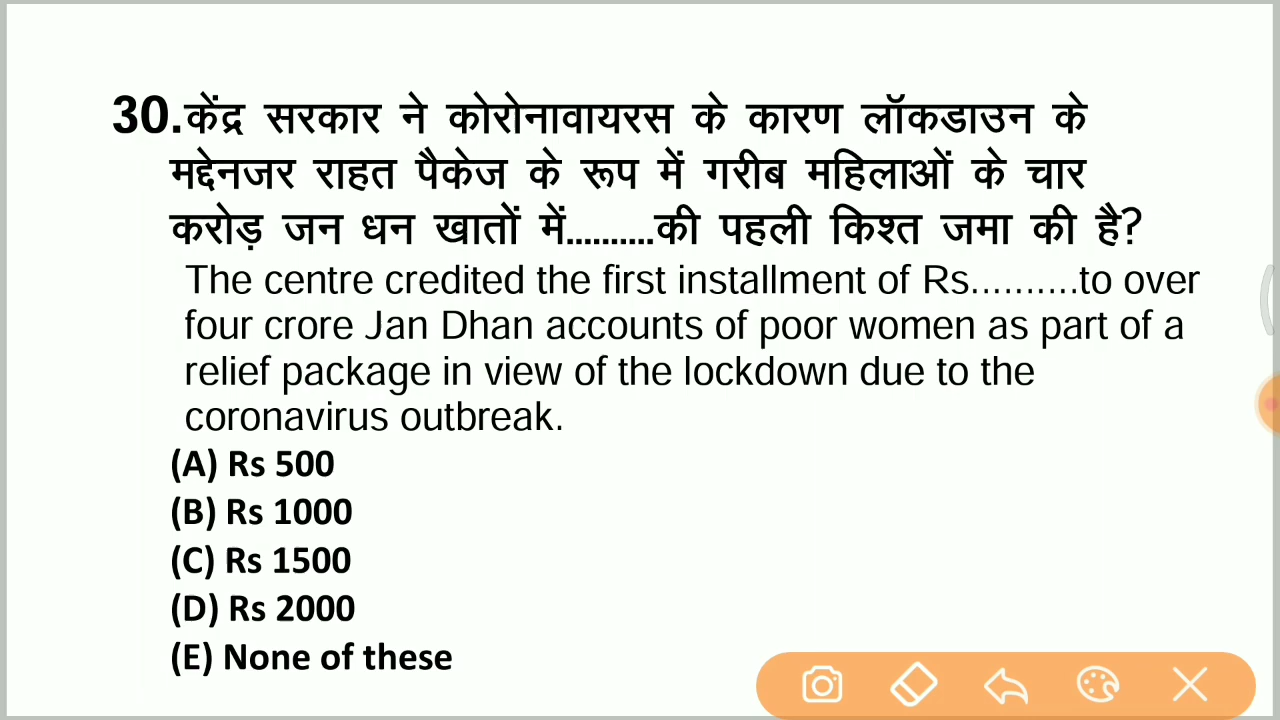 30.केंद्र सरकार ने कोरोनावायरस के कारण लॉकडाउन के
मद्देनजर राहत पैकेज के रूप में गरीब महिलाओं के चार
करोड़ जन धन खातों में..........की पहली किश्त जमा की है?
The centre credited the first installment of Rs..........to over
four crore Jan Dhan accounts of poor women as part of a
relief package in view of the lockdown due to the
coronavirus outbreak.
(A) Rs 500
(B) Rs 1000
(C) Rs 1500
(D) Rs 2000
(E) None of these